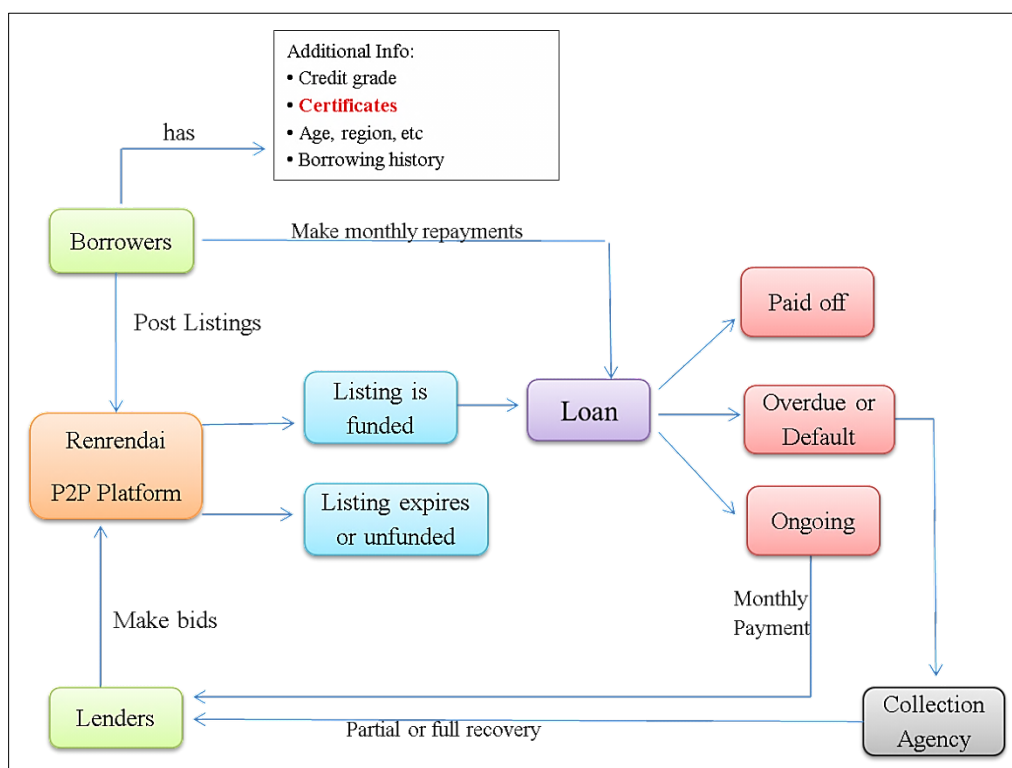 Additional Info:
• Credit grade
• Certificates
• Age, region, etc
• Borrowing history
has
Borrowers
Make monthly repayments
Post Listings
Paid off
Listing is
funded
Loan
Overdue or
Default
Renrendai
P2P Platform
Listing expires
or unfunded
Ongoing
Make bids
Monthly
Payment
Lenders
Partial or full recovery
Collection
Agency